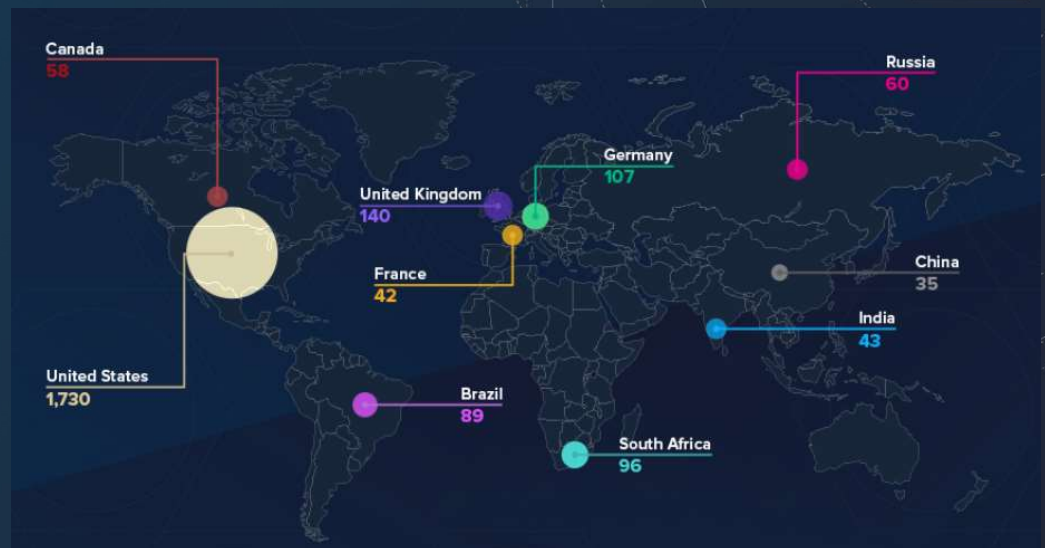 Canada
58
Russia
60
Germany
107
United Kingdom
140
France
42
China
35
India
43
United States
1,730
Brazil
89
South Africa
96